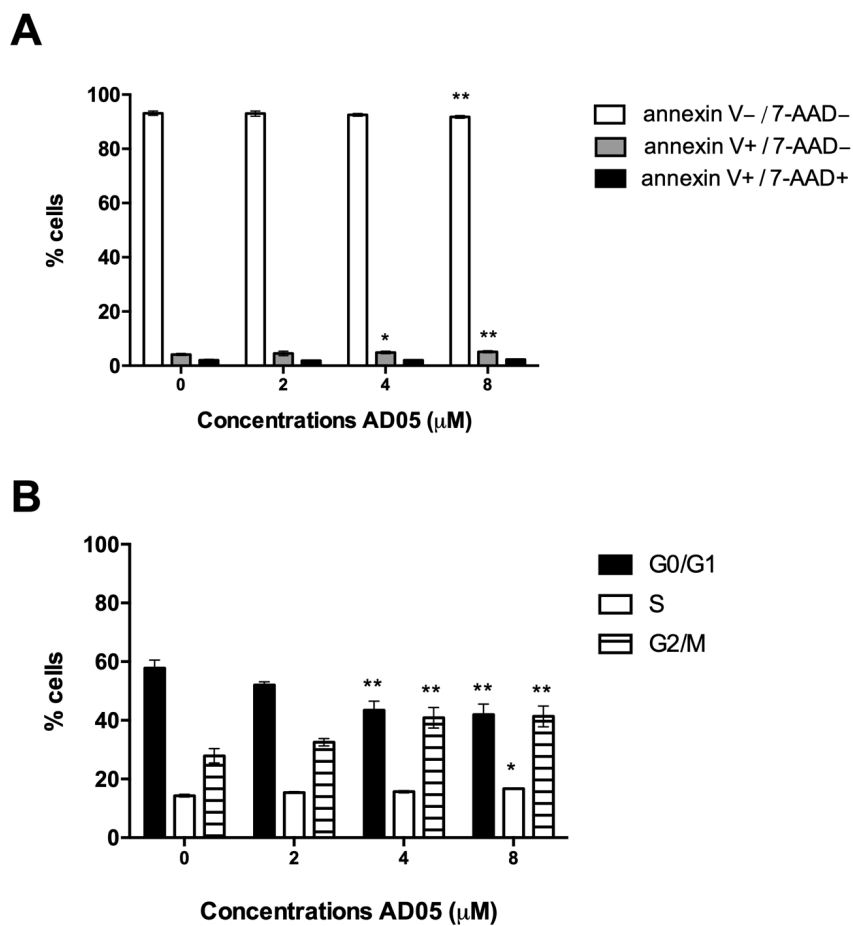 A
100
80
60
40
20
0
% cells
**
*
**
0 2 4 8
Concentrations AD05 (μM)
annexin V– / 7-AAD–
annexin V+ / 7-AAD–
annexin V+ / 7-AAD+
B
100
80
60
40
20
0
% cells
** ** ** **
*
0 2 4 8
Concentrations AD05 (μM)
G0/G1
S
G2/M